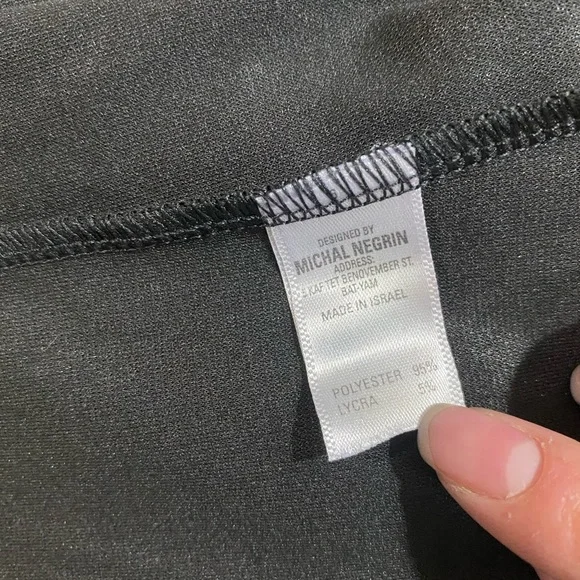 DESIGNED BY
MICHAL NEGRIN
ADDRESS:
KAF TET BENOVEMBER ST.
BAT-YAM
MADE IN ISRAEL
POLYESTER 95%
LYCRA 5%